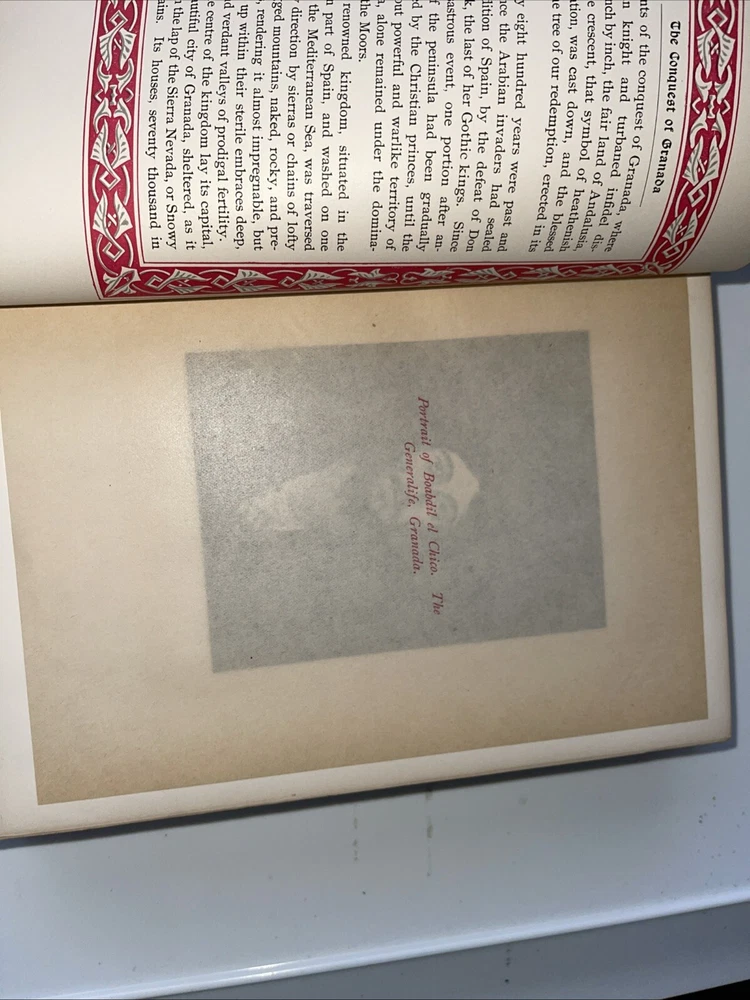 The Conquest of Granada
nts of the conquest of Granada, where
n knight and turbaned infidel dis-
nch by inch, the fair land of Andalusia,
e crescent, that symbol of heathenish
tion, was cast down, and the blessed
e tree of our redemption, erected in its
y eight hundred years were past and
nce the Arabian invaders had sealed
dition of Spain, by the defeat of Don
k, the last of her Gothic kings. Since
astrous event, one portion after an-
f the peninsula had been gradually
ed by the Christian princes, until the
but powerful and warlike territory of
a, alone remained under the domina-
the Moors.
renowned kingdom, situated in the
n part of Spain, and washed on one
the Mediterranean Sea, was traversed
y direction by sierras or chains of lofty
ged mountains, naked, rocky, and pre-
, rendering it almost impregnable, but
up within their sterile embraces deep,
d verdant valleys of prodigal fertility.
e centre of the kingdom lay its capital,
utiful city of Granada, sheltered, as it
n the lap of the Sierra Nevada, or Snowy
ains. Its houses, seventy thousand in
Portrait of Boabdil el Chico. The
Generalife, Granada.